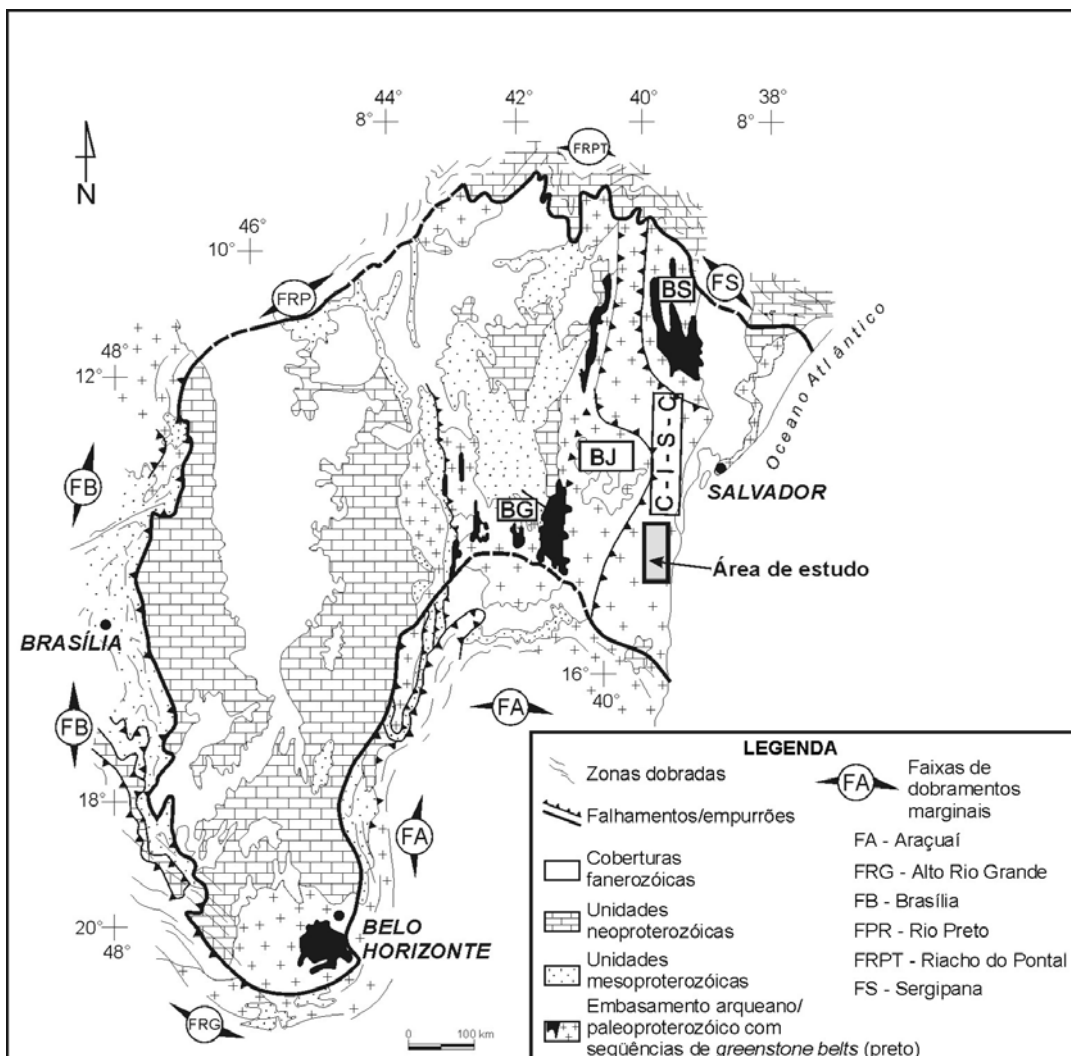 44°
42°
40°
38°
8°
8°
FRPT
N
46°
10°
FRP
BS
FS
Oceano Atlântico
48°
12°
C-I-S-C
BJ
FB
SALVADOR
BG
Área de estudo
BRASÍLIA
16°
40°
FA
FB
18°
FA
20°
48°
BELO
HORIZONTE
FRG
0 100 km
LEGENDA
Zonas dobradas
Falhamentos/empurrões
Coberturas
fanerozóicas
Unidades
neoproterozóicas
Unidades
mesoproterozóicas
Embasamento arqueano/
paleoproterozóico com
seqüências de greenstone belts (preto)
FA
Faixas de
dobramentos
marginais
FA - Araçuaí
FRG - Alto Rio Grande
FB - Brasília
FPR - Rio Preto
FRPT - Riacho do Pontal
FS - Sergipana